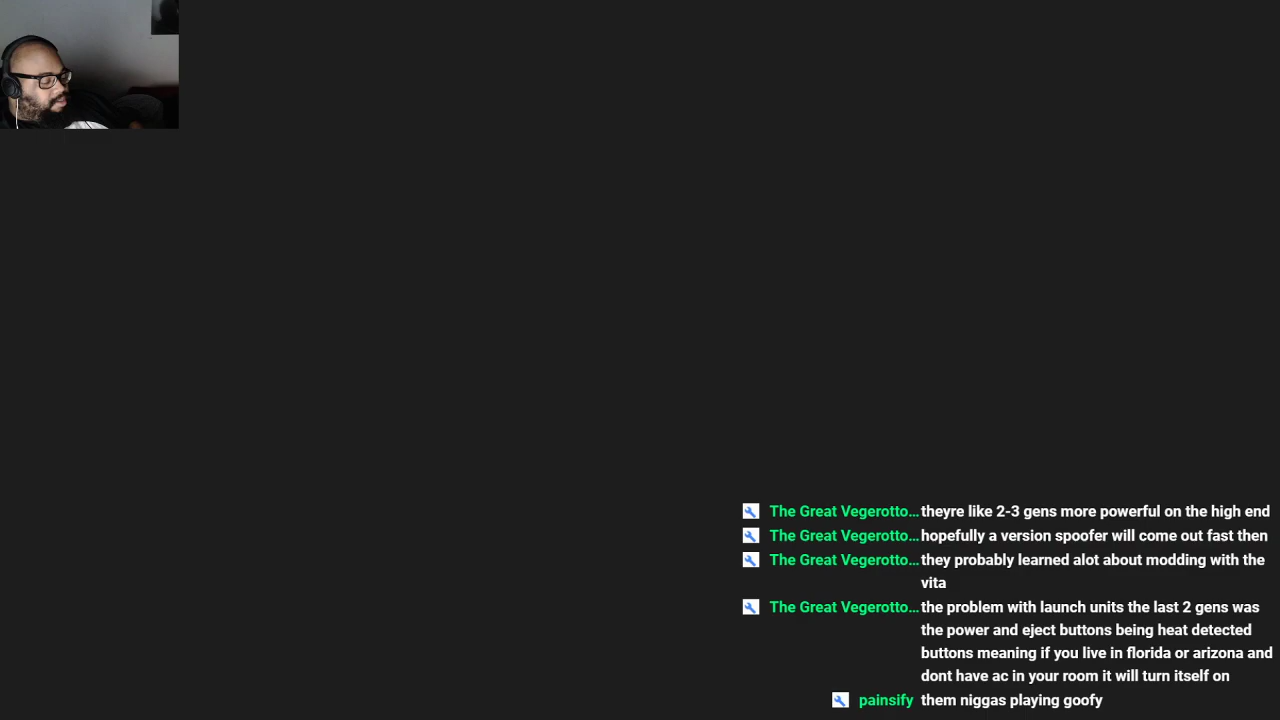 The Great Vegerotto... theyre like 2-3 gens more powerful on the high end
The Great Vegerotto... hopefully a version spoofer will come out fast then
The Great Vegerotto... they probably learned alot about modding with the
vita
The Great Vegerotto... the problem with launch units the last 2 gens was
the power and eject buttons being heat detected
buttons meaning if you live in florida or arizona and
dont have ac in your room it will turn itself on
painsify them niggas playing goofy